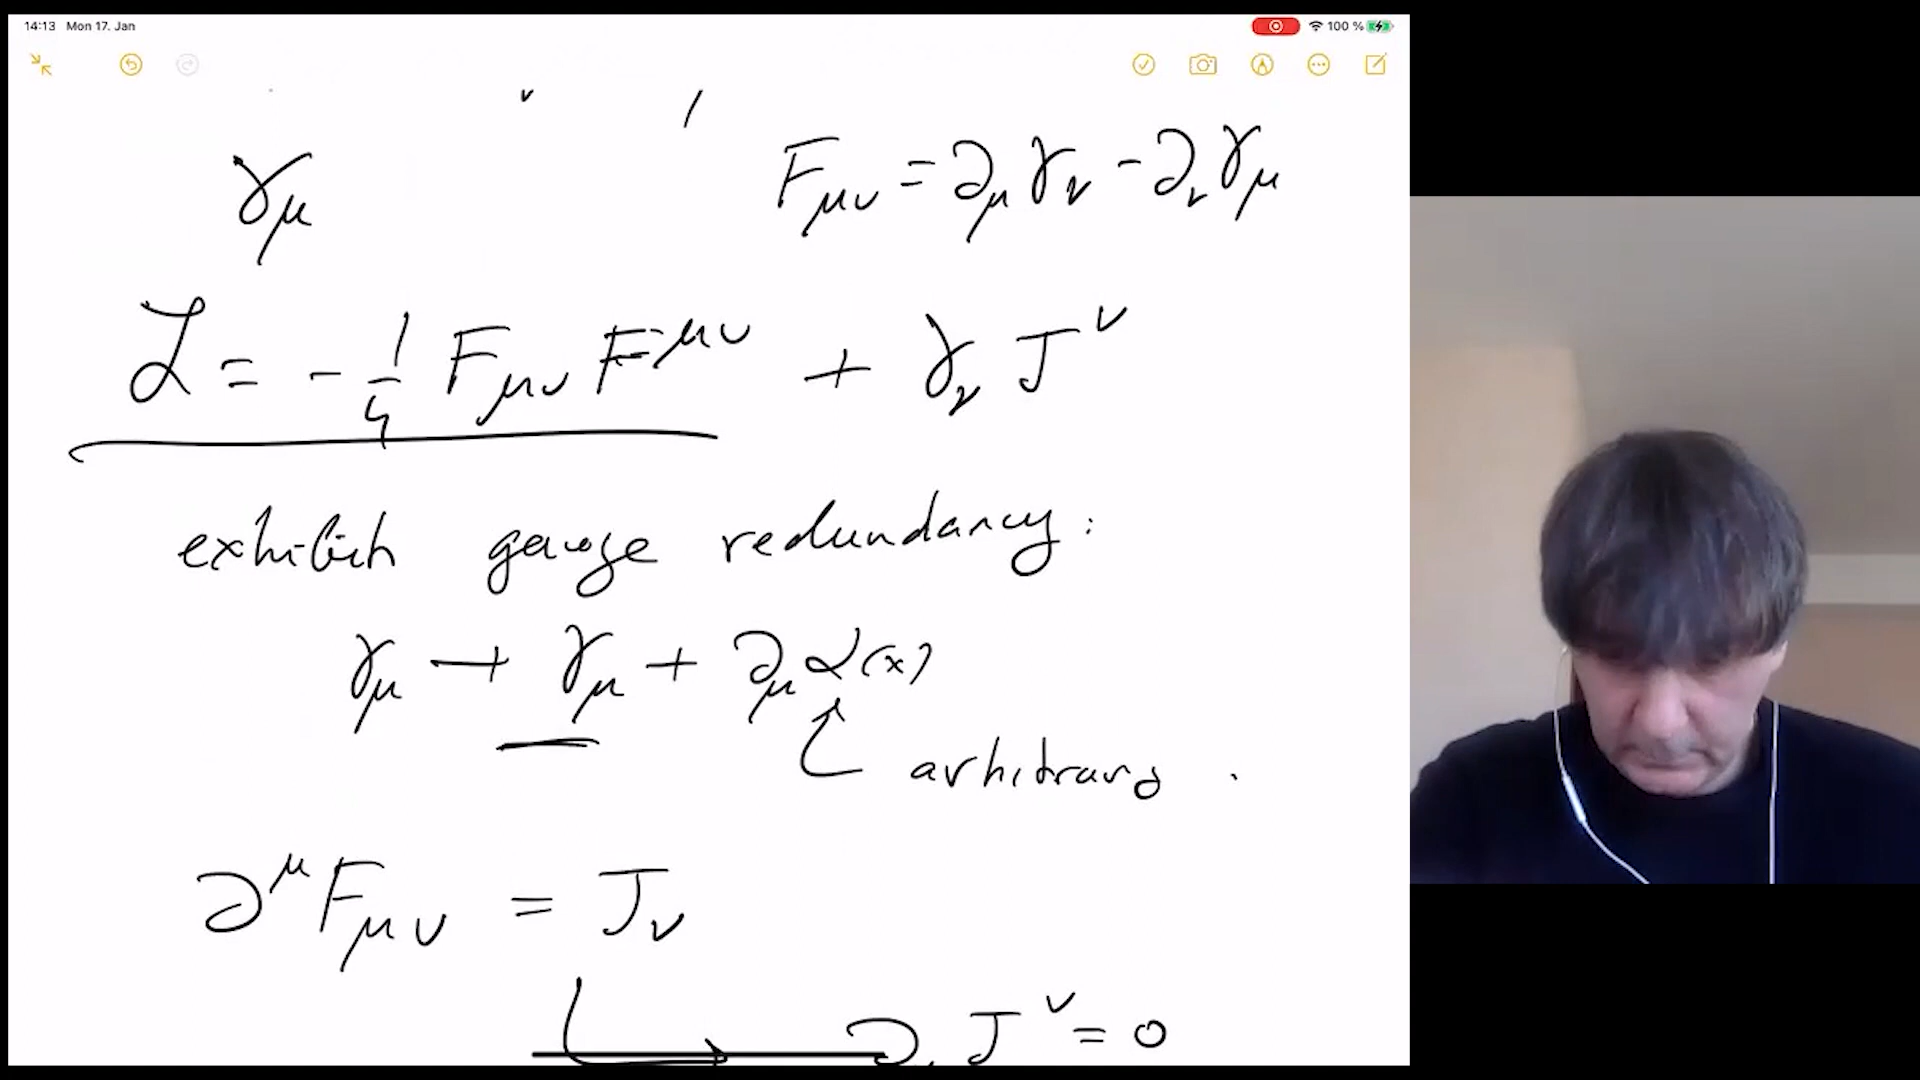 14:13 Mon 17. Jan
100 %
γ_μ
F_μν = ∂_μ γ_ν - ∂_ν γ_μ
ℒ = - 1/4 F_μν F^μν + γ_ν J^ν
exhibits gauge redundancy:
γ_μ → γ_μ + ∂_μ α(x)
arbitrary.
∂^μ F_μν = J_ν
∂_ν J^ν = 0